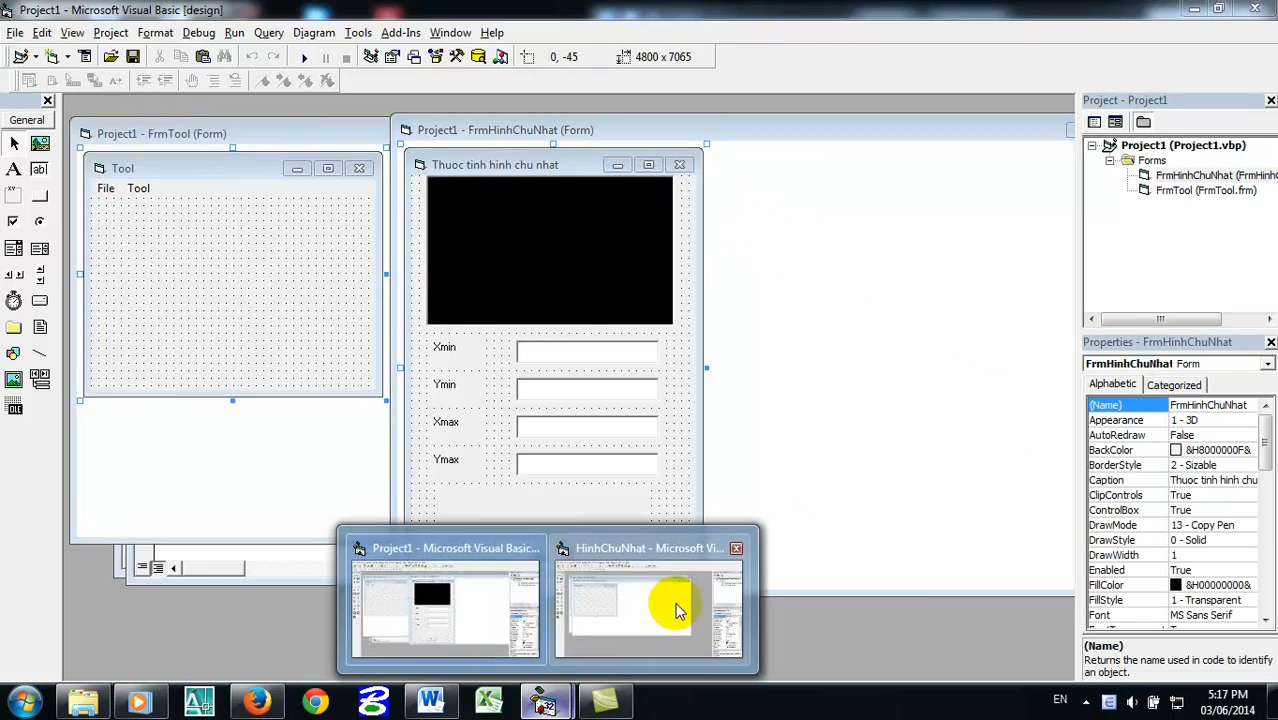 Project1 - Microsoft Visual Basic [design]
File Edit View Project Format Debug Run Query Diagram Tools Add-Ins Window Help
0, -45 4800 x 7065
General
Project1 - FrmTool (Form)
Tool
File Tool
Project1 - FrmHinhChuNhat (Form)
Thuoc tinh hinh chu nhat
Xmin
Ymin
Xmax
Ymax
Project - Project1
Project1 (Project1.vbp)
Forms
FrmHinhChuNhat (FrmHinh
FrmTool (FrmTool.frm)
Properties - FrmHinhChuNhat
FrmHinhChuNhat Form
Alphabetic Categorized
(Name) FrmHinhChuNhat
Appearance 1 - 3D
AutoRedraw False
BackColor &H8000000F&
BorderStyle 2 - Sizable
Caption Thuoc tinh hinh chu
ClipControls True
ControlBox True
DrawMode 13 - Copy Pen
DrawStyle 0 - Solid
DrawWidth 1
Enabled True
FillColor &H00000000&
FillStyle 1 - Transparent
Font MS Sans Serif
(Name)
Returns the name used in code to identify an object.
Project1 - Microsoft Visual Basic...
HinhChuNhat - Microsoft Vi...
EN
5:17 PM
03/06/2014